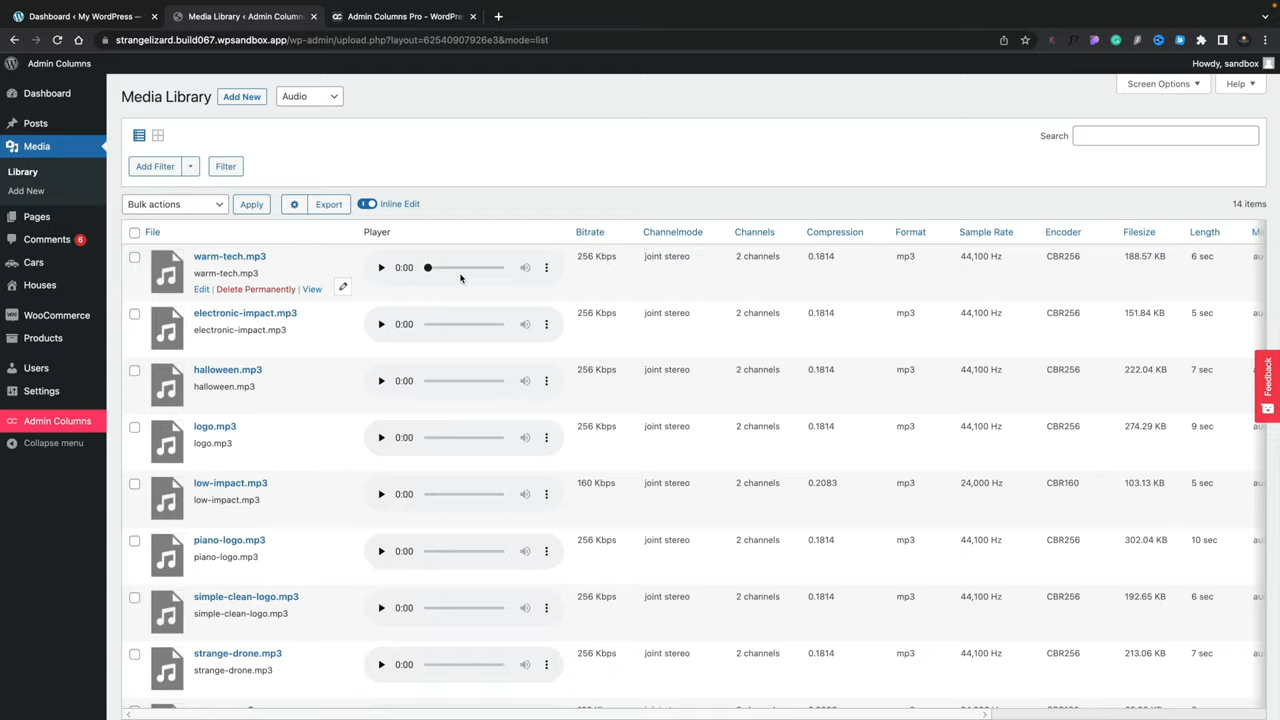 Dashboard ‹ My WordPress —
Media Library ‹ Admin Column
Admin Columns Pro - WordPre
strangelizard.build067.wpsandbox.app/wp-admin/upload.php?layout=62540907926e3&mode=list
Admin Columns
Howdy, sandbox
Dashboard
Posts
Media
Library
Add New
Pages
Comments 6
Cars
Houses
WooCommerce
Products
Users
Settings
Admin Columns
Collapse menu
Screen Options
Help
Media Library
Add New
Audio
Search
Add Filter
Filter
Bulk actions
Apply
Export
Inline Edit
14 items
File Player Bitrate Channelmode Channels Compression Format Sample Rate Encoder Filesize Length
warm-tech.mp3 256 Kbps joint stereo 2 channels 0.1814 mp3 44,100 Hz CBR256 188.57 KB 6 sec
warm-tech.mp3 0:00
Edit | Delete Permanently | View
electronic-impact.mp3 256 Kbps joint stereo 2 channels 0.1814 mp3 44,100 Hz CBR256 151.84 KB 5 sec
electronic-impact.mp3 0:00
halloween.mp3 256 Kbps joint stereo 2 channels 0.1814 mp3 44,100 Hz CBR256 222.04 KB 7 sec
halloween.mp3 0:00
logo.mp3 256 Kbps joint stereo 2 channels 0.1814 mp3 44,100 Hz CBR256 274.29 KB 9 sec
logo.mp3 0:00
low-impact.mp3 160 Kbps joint stereo 2 channels 0.2083 mp3 24,000 Hz CBR160 103.13 KB 5 sec
low-impact.mp3 0:00
piano-logo.mp3 256 Kbps joint stereo 2 channels 0.1814 mp3 44,100 Hz CBR256 302.04 KB 10 sec
piano-logo.mp3 0:00
simple-clean-logo.mp3 256 Kbps joint stereo 2 channels 0.1814 mp3 44,100 Hz CBR256 192.65 KB 6 sec
simple-clean-logo.mp3 0:00
strange-drone.mp3 256 Kbps joint stereo 2 channels 0.1814 mp3 44,100 Hz CBR256 213.06 KB 7 sec
strange-drone.mp3 0:00
Feedback